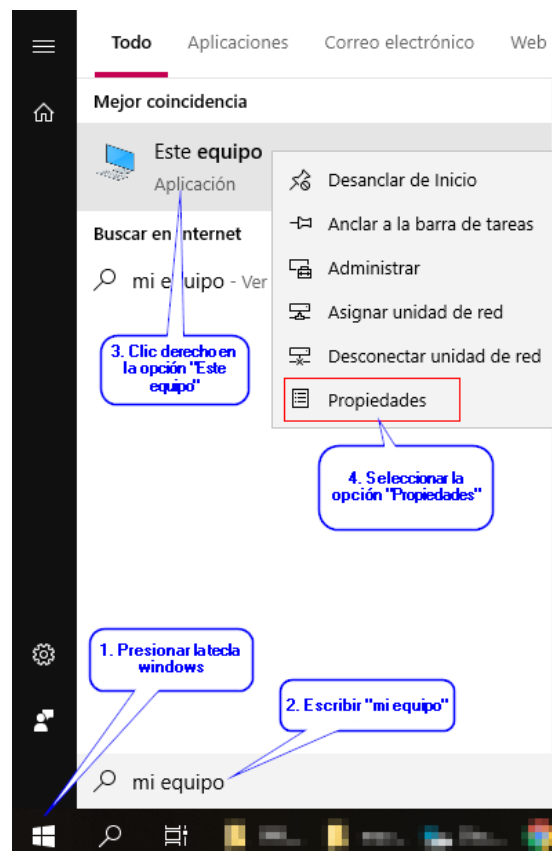 Todo Aplicaciones Correo electrónico Web
Mejor coincidencia
Este equipo
Aplicación
Desanclar de Inicio
Anclar a la barra de tareas
Administrar
Asignar unidad de red
Desconectar unidad de red
Propiedades
Buscar en Internet
mi equipo - Ver
3. Clic derecho en
la opción "Este
equipo"
4. Seleccionar la
opción "Propiedades"
1. Presionar la tecla
windows
2. Escribir "mi equipo"
mi equipo